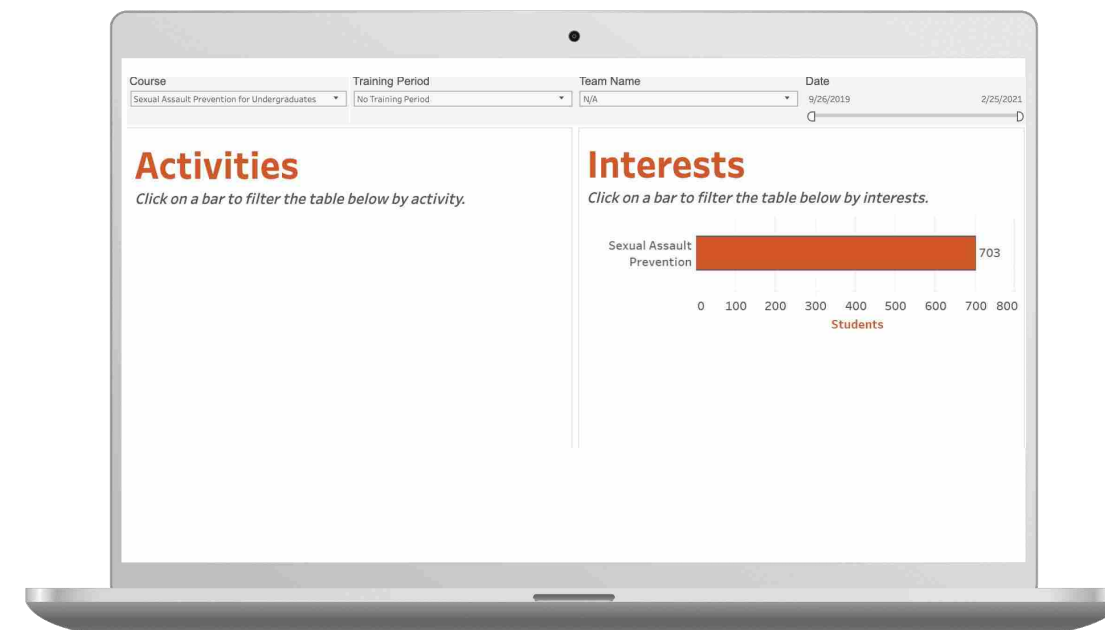 Course
Training Period
Team Name
Date
Sexual Assault Prevention for Undergraduates
No Training Period
N/A
9/26/2019
2/25/2021
Activities
Click on a bar to filter the table below by activity.
Interests
Click on a bar to filter the table below by interests.
Sexual Assault
Prevention
703
0 100 200 300 400 500 600 700 800
Students